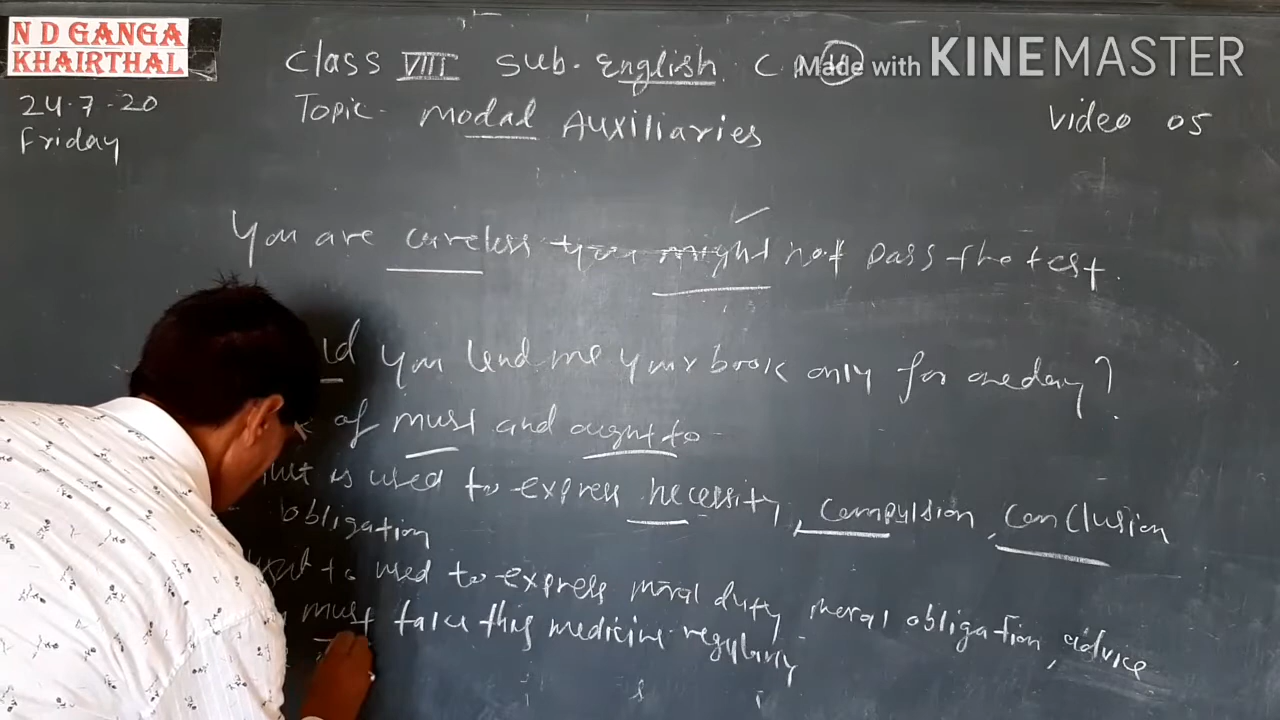 N D GANGA
KHAIRTHAL
Made with KINEMASTER
Class VIII Sub. English C
24.7.20
Friday
Topic- Modal Auxiliaries
Video 05
You are careless you might not pass the test.
ld you lend me your book only for one day?
of must and ought to
is used to express necessity, compulsion, conclusion
obligation
to used to express moral duty moral obligation, advice
must take this medicine regularly